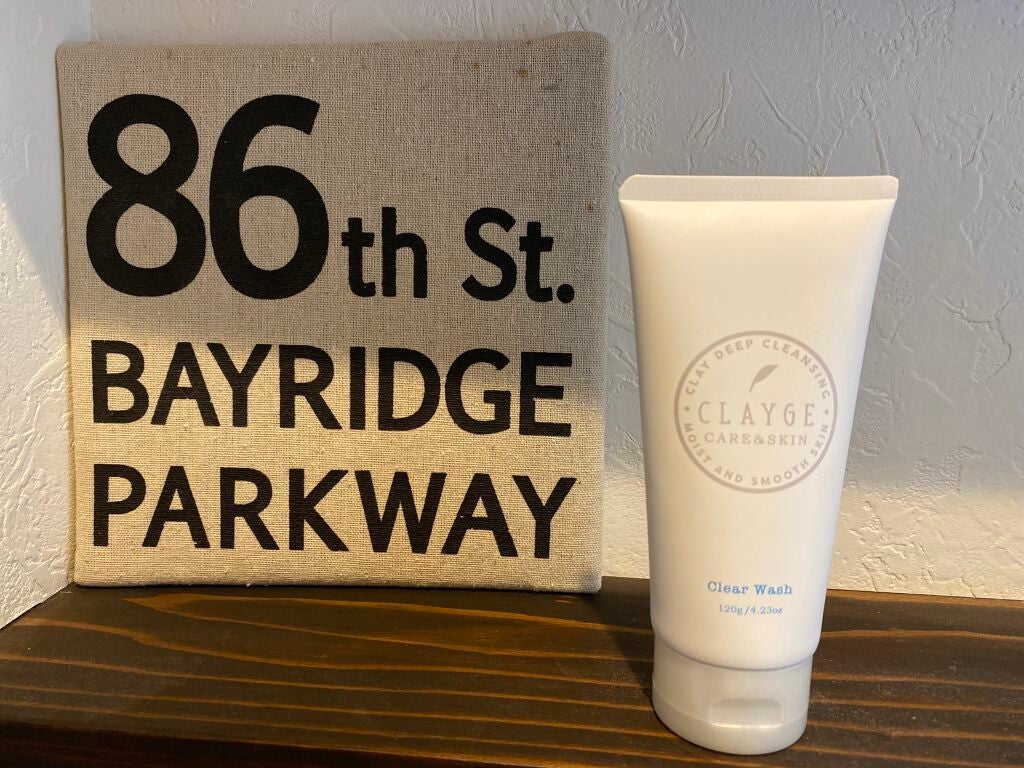 86th St.
BAYRIDGE
PARKWAY
• CLAY DEEP CLEANSING •
CLAYGE
CARE&SKIN
MOIST AND SMOOTH SKIN
Clear Wash
120g/4.23oz